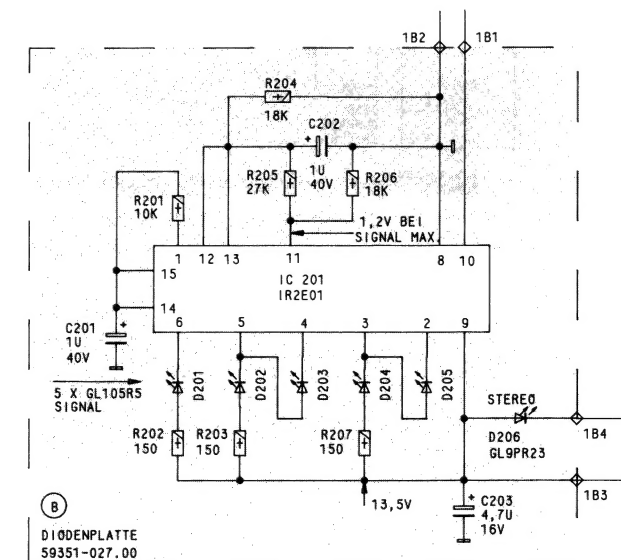 1B2
1B1
R204
18K
C202
+
1U
40V
R205
27K
R206
18K
R201
10K
1,2V BEI
SIGNAL MAX.
1
12
13
11
8
10
15
14
IC 201
IR2E01
6
5
4
3
2
9
C201
+
1U
40V
5 X GL105R5
SIGNAL
D201
D202
D203
D204
D205
STEREO
D206
GL9PR23
1B4
R202
150
R203
150
R207
150
1B3
13,5V
+
C203
4,7U
16V
B
DIODENPLATTE
59351-027.00